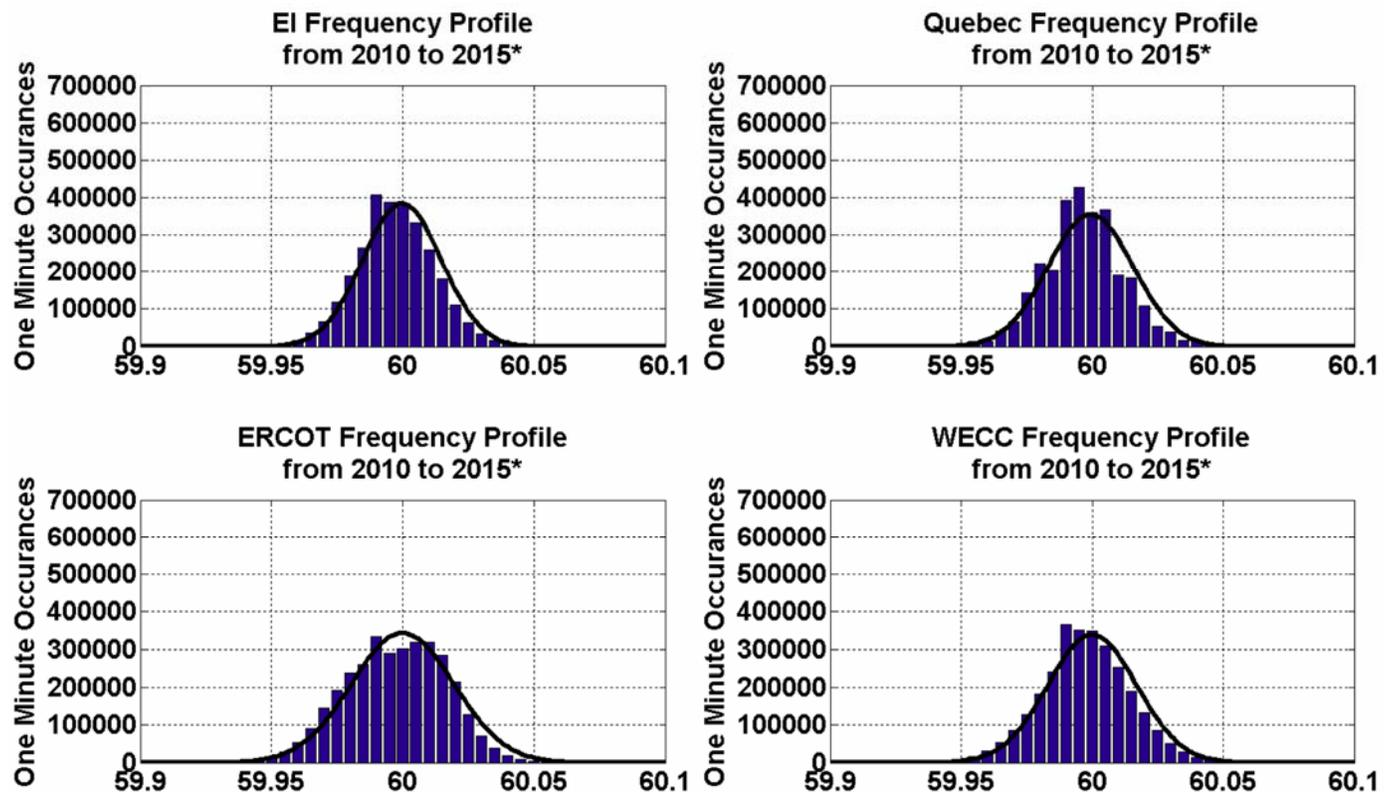 EI Frequency Profile
from 2010 to 2015*
One Minute Occurances
700000
600000
500000
400000
300000
200000
100000
0
59.9 59.95 60 60.05 60.1
Quebec Frequency Profile
from 2010 to 2015*
One Minute Occurances
700000
600000
500000
400000
300000
200000
100000
0
59.9 59.95 60 60.05 60.1
ERCOT Frequency Profile
from 2010 to 2015*
One Minute Occurances
700000
600000
500000
400000
300000
200000
100000
0
59.9 59.95 60 60.05 60.1
WECC Frequency Profile
from 2010 to 2015*
One Minute Occurances
700000
600000
500000
400000
300000
200000
100000
0
59.9 59.95 60 60.05 60.1